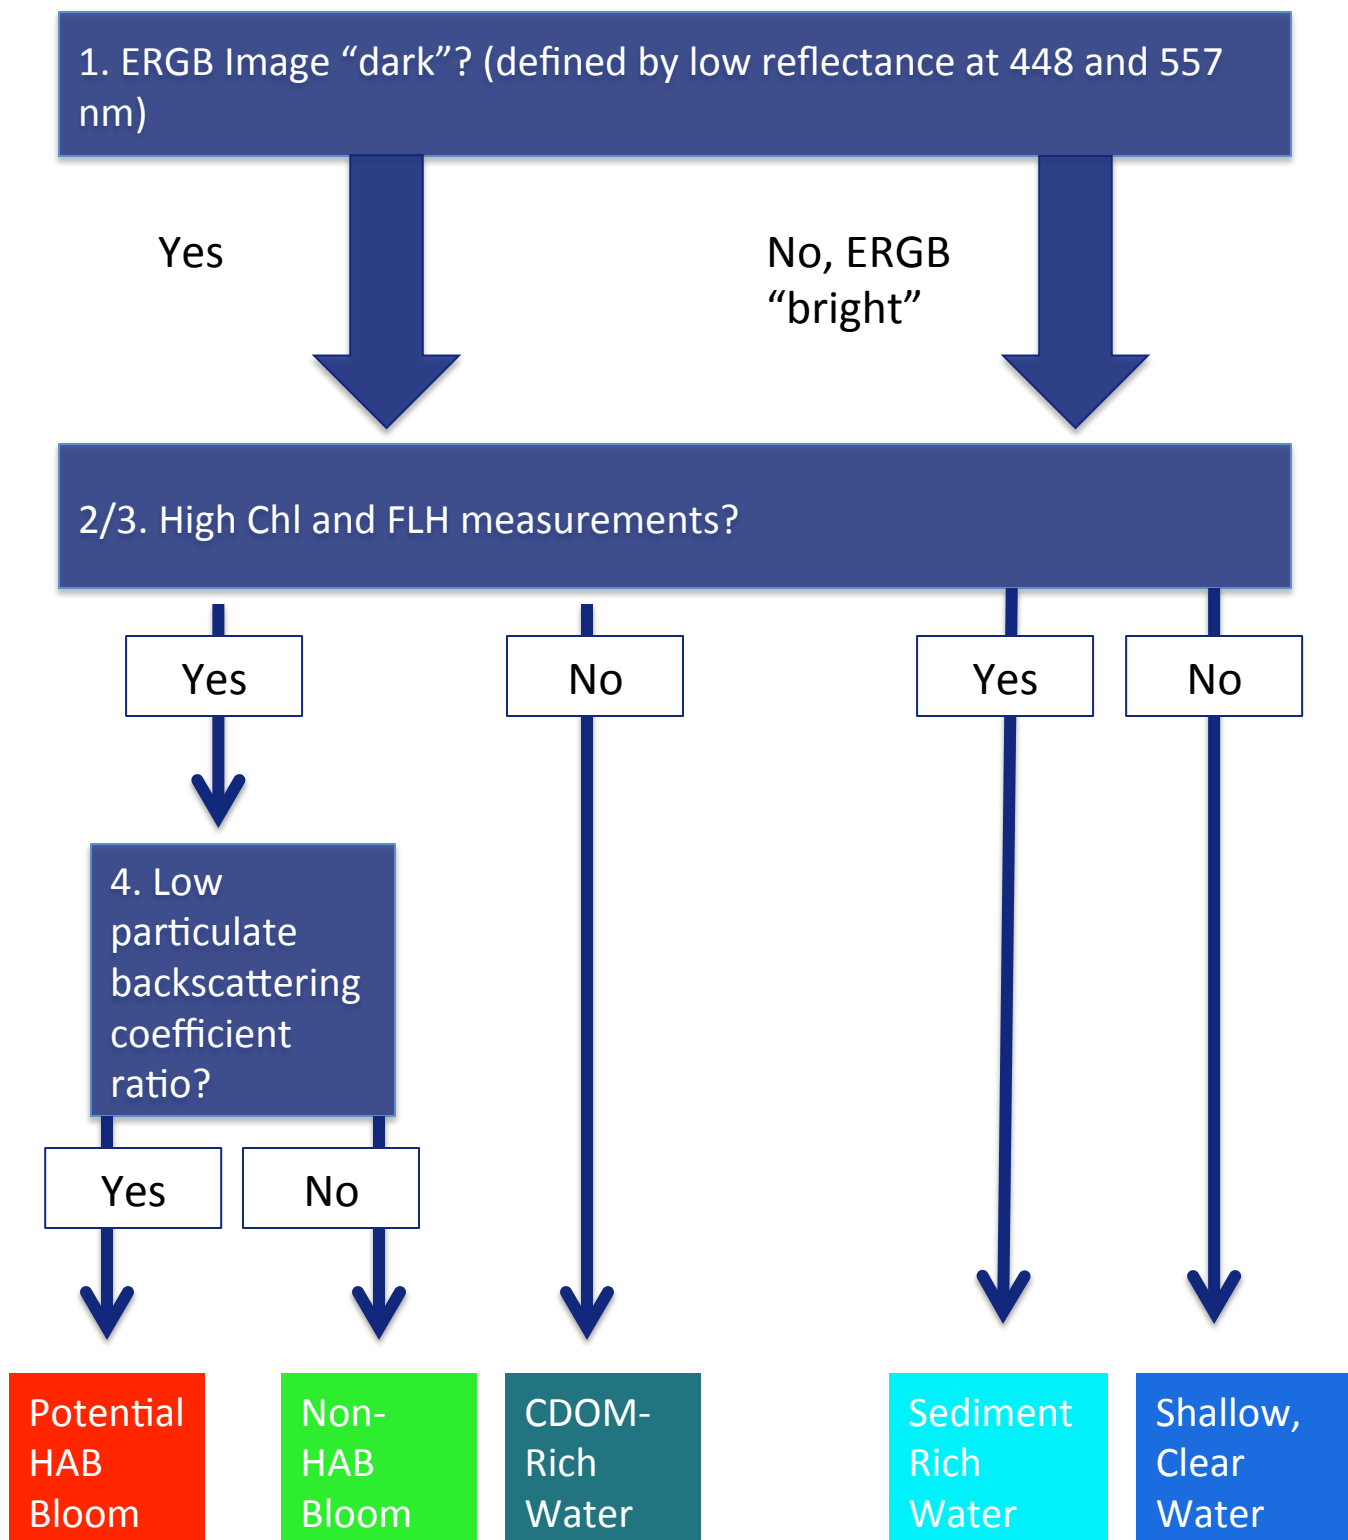 1. ERGB Image “dark”? (defined by low reflectance at 448 and 557
nm)
Yes
No, ERGB
“bright”
2/3. High Chl and FLH measurements?
Yes
No
Yes
No
4. Low
particulate
backscattering
coefficient
ratio?
Yes
No
Potential
HAB
Bloom
Non-
HAB
Bloom
CDOM-
Rich
Water
Sediment
Rich
Water
Shallow,
Clear
Water